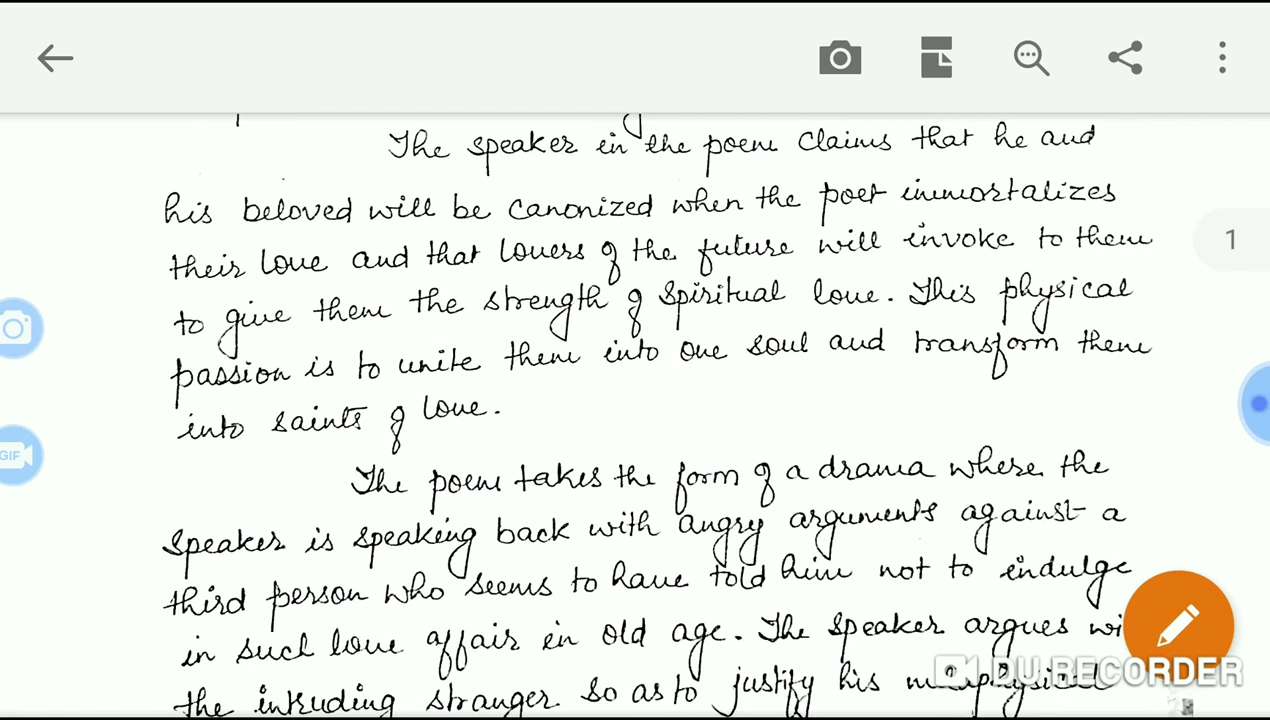 1
The speaker in the poem claims that he and
his beloved will be canonized when the poet immortalizes
their love and that lovers of the future will invoke to them
to give them the strength of spiritual love. This physical
passion is to unite them into one soul and transform them
into saints of love.
The poem takes the form of a drama where the
speaker is speaking back with angry arguments against a
third person who seems to have told him not to indulge
in such love affair in old age. The speaker argues wi
the intruding stranger so as to justify his metaphysical
GIF
DU RECORDER